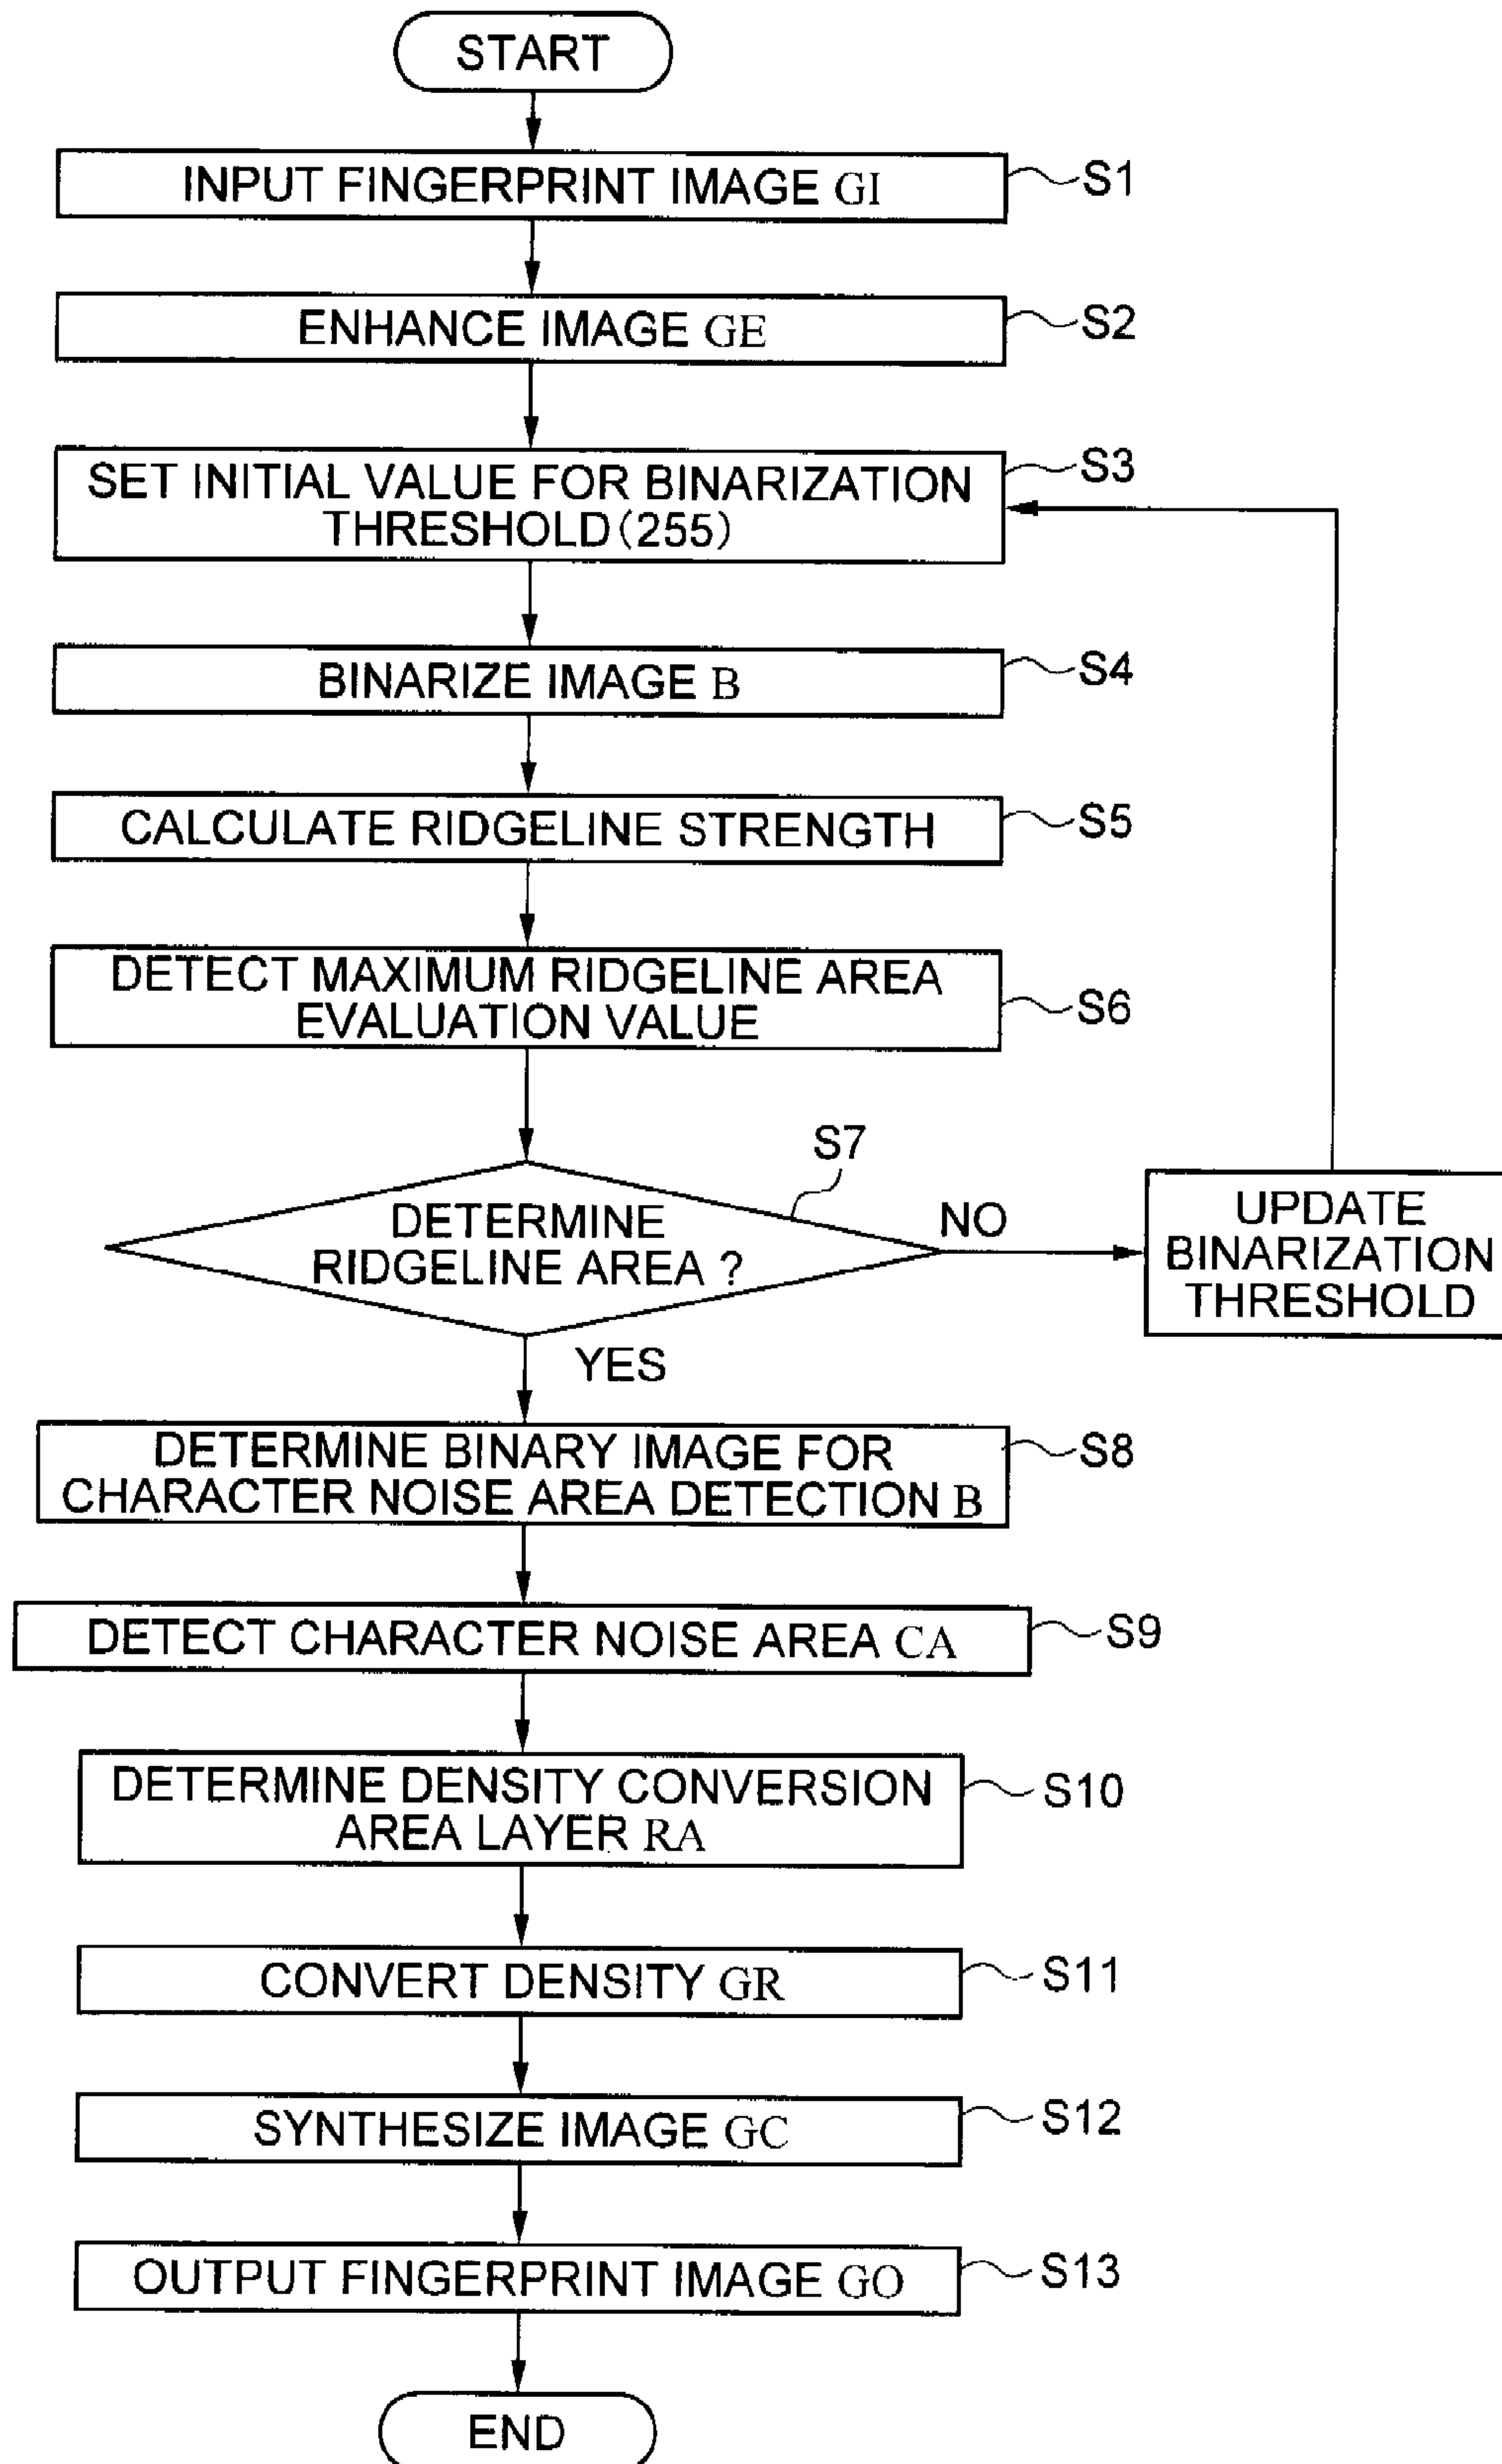 START
INPUT FINGERPRINT IMAGE GI
S1
ENHANCE IMAGE GE
S2
SET INITIAL VALUE FOR BINARIZATION
THRESHOLD(255)
S3
BINARIZE IMAGE B
S4
CALCULATE RIDGELINE STRENGTH
S5
DETECT MAXIMUM RIDGELINE AREA
EVALUATION VALUE
S6
S7
DETERMINE
RIDGELINE AREA ?
NO
UPDATE
BINARIZATION
THRESHOLD
YES
DETERMINE BINARY IMAGE FOR
CHARACTER NOISE AREA DETECTION B
S8
DETECT CHARACTER NOISE AREA CA
S9
DETERMINE DENSITY CONVERSION
AREA LAYER RA
S10
CONVERT DENSITY GR
S11
SYNTHESIZE IMAGE GC
S12
OUTPUT FINGERPRINT IMAGE GO
S13
END